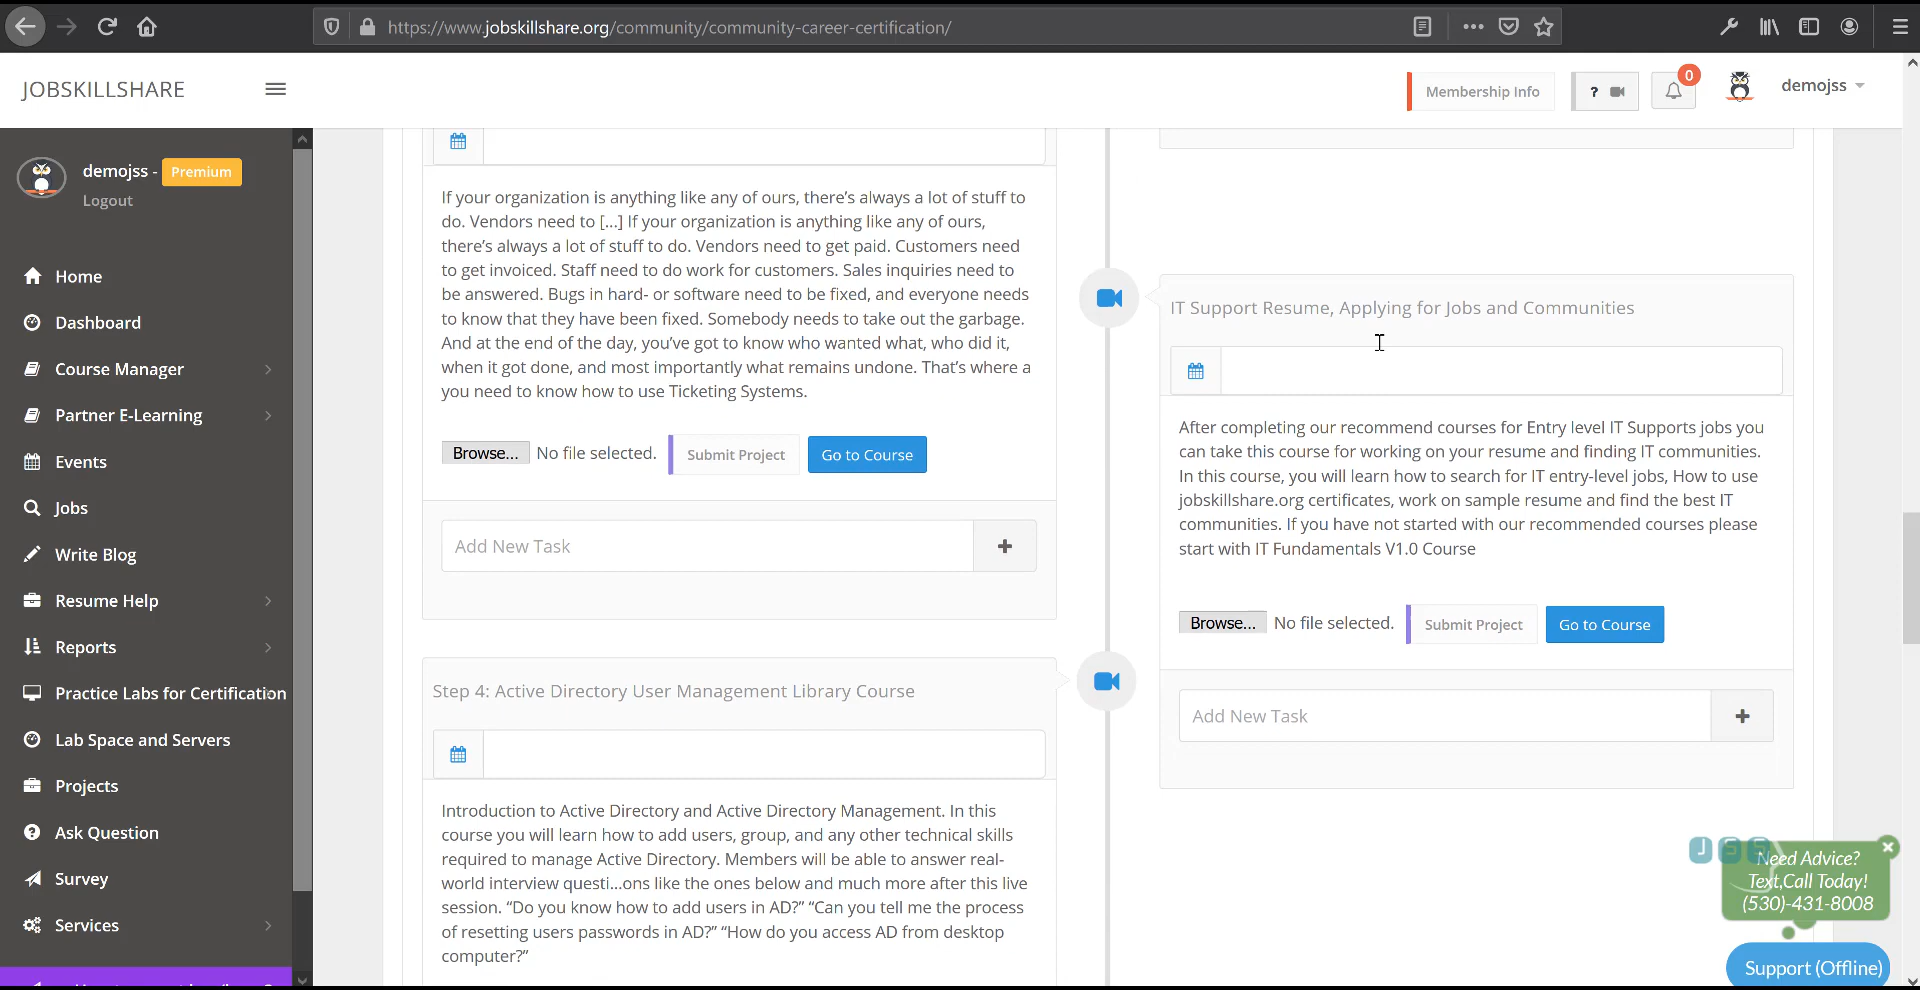 https://www.jobskillshare.org/community/community-career-certification/
JOBSKILLSHARE
Membership Info
?
0
demojss
demojss -
Premium
Logout
Home
Dashboard
Course Manager
Partner E-Learning
Events
Jobs
Write Blog
Resume Help
Reports
Practice Labs for Certification
Lab Space and Servers
Projects
Ask Question
Survey
Services
If your organization is anything like any of ours, there’s always a lot of stuff to
do. Vendors need to [...] If your organization is anything like any of ours,
there’s always a lot of stuff to do. Vendors need to get paid. Customers need
to get invoiced. Staff need to do work for customers. Sales inquiries need to
be answered. Bugs in hard- or software need to be fixed, and everyone needs
to know that they have been fixed. Somebody needs to take out the garbage.
And at the end of the day, you’ve got to know who wanted what, who did it,
when it got done, and most importantly what remains undone. That’s where a
you need to know how to use Ticketing Systems.
Browse...
No file selected.
Submit Project
Go to Course
Add New Task
+
Step 4: Active Directory User Management Library Course
Introduction to Active Directory and Active Directory Management. In this
course you will learn how to add users, group, and any other technical skills
required to manage Active Directory. Members will be able to answer real-
world interview questi...ons like the ones below and much more after this live
session. “Do you know how to add users in AD?” “Can you tell me the process
of resetting users passwords in AD?” “How do you access AD from desktop
computer?”
IT Support Resume, Applying for Jobs and Communities
After completing our recommend courses for Entry level IT Supports jobs you
can take this course for working on your resume and finding IT communities.
In this course, you will learn how to search for IT entry-level jobs, How to use
jobskillshare.org certificates, work on sample resume and find the best IT
communities. If you have not started with our recommended courses please
start with IT Fundamentals V1.0 Course
Browse...
No file selected.
Submit Project
Go to Course
Add New Task
+
J S S
Need Advice?
Text,Call Today!
(530)-431-8008
Support (Offline)